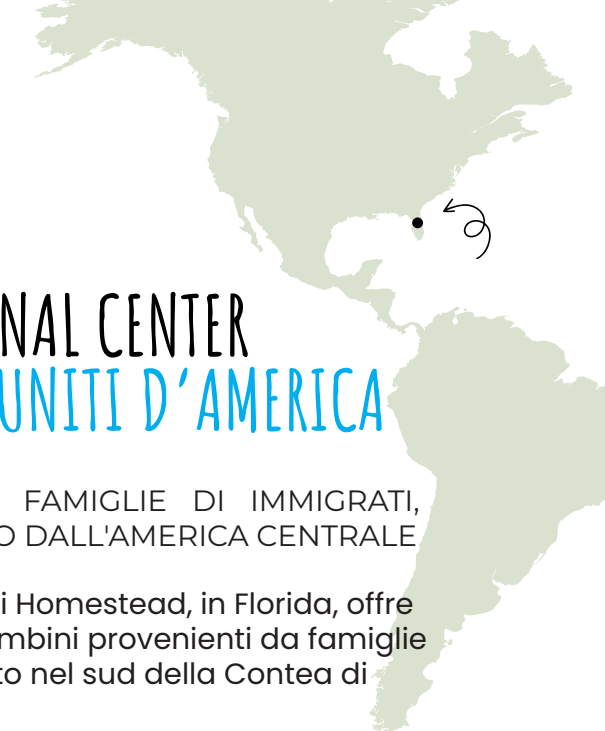 NAL CENTER
UNITI D'AMERICA
FAMIGLIE DI IMMIGRATI,
O DALL'AMERICA CENTRALE
i Homestead, in Florida, offre
mbini provenienti da famiglie
to nel sud della Contea di